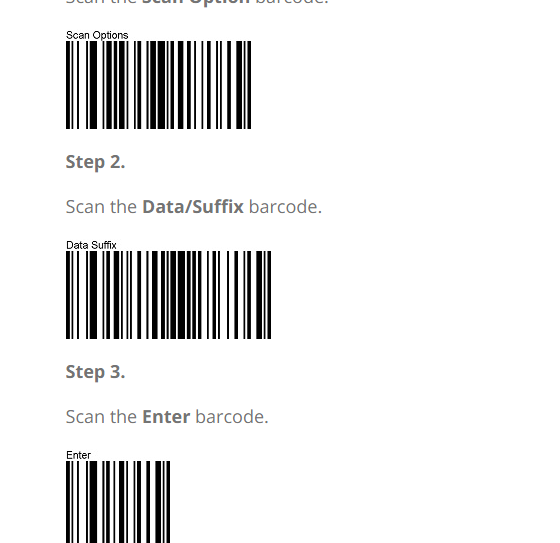 Scan the Scan Option barcode.
Scan Options
Step 2.
Scan the Data/Suffix barcode.
Data Suffix
Step 3.
Scan the Enter barcode.
Enter